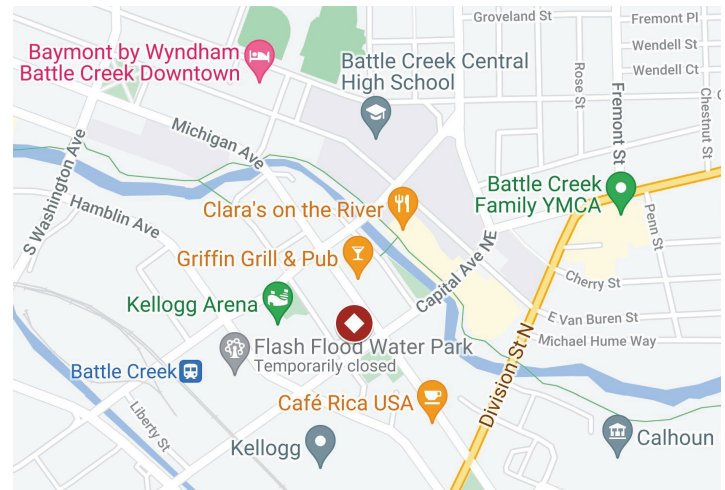 Groveland St
Fremont Pl
Baymont by Wyndham
Battle Creek Downtown
Battle Creek Central
High School
Wendell St
Wendell Ct
Rose St
Fremont St
Chestnut St
Michigan Ave
S Washington Ave
Hamblin Ave
Clara's on the River
Battle Creek
Family YMCA
Penn St
Griffin Grill & Pub
Capital Ave NE
Cherry St
Kellogg Arena
E Van Buren St
Michael Hume Way
Flash Flood Water Park
Temporarily closed
Battle Creek
Division St N
Café Rica USA
Liberty St
Kellogg
Calhoun